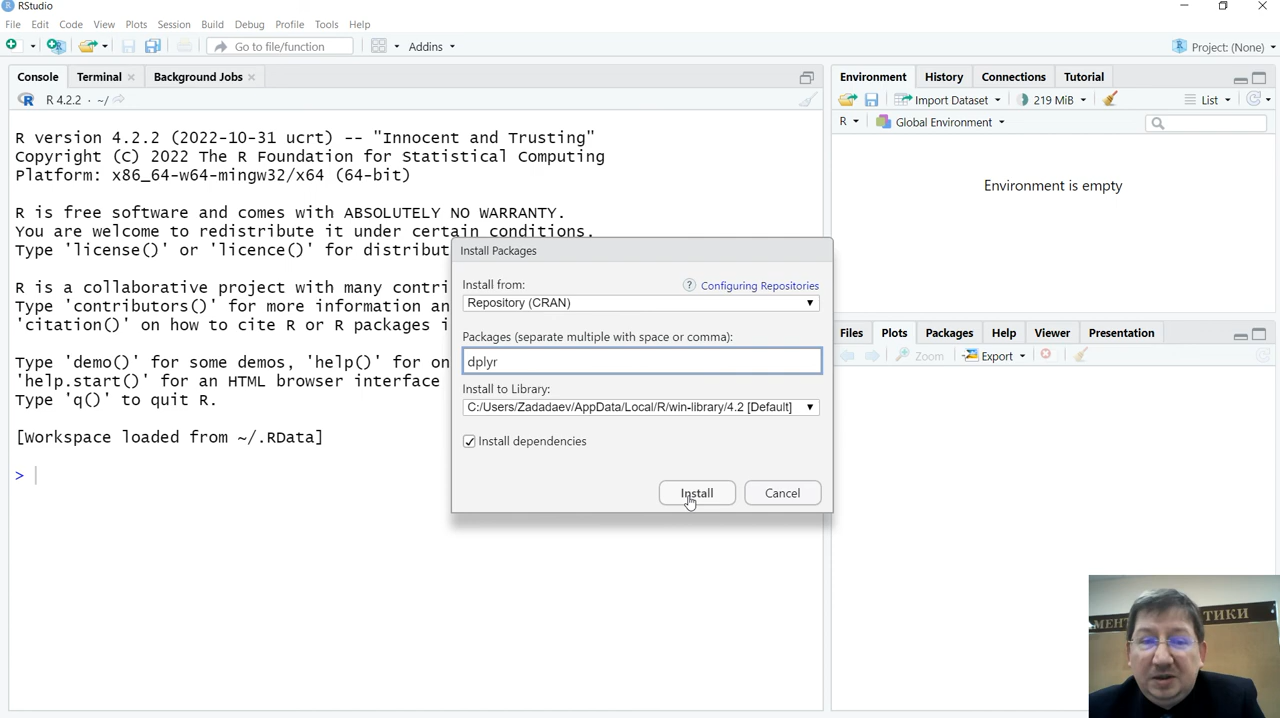 RStudio
File Edit Code View Plots Session Build Debug Profile Tools Help
Go to file/function Addins Project: (None)
Console Terminal Background Jobs
R 4.2.2 · ~/
R version 4.2.2 (2022-10-31 ucrt) -- "Innocent and Trusting"
Copyright (C) 2022 The R Foundation for Statistical Computing
Platform: x86_64-w64-mingw32/x64 (64-bit)
R is free software and comes with ABSOLUTELY NO WARRANTY.
You are welcome to redistribute it under certain conditions.
Type 'license()' or 'licence()' for distribut
R is a collaborative project with many contri
Type 'contributors()' for more information an
'citation()' on how to cite R or R packages i
Type 'demo()' for some demos, 'help()' for on
'help.start()' for an HTML browser interface
Type 'q()' to quit R.
[Workspace loaded from ~/.RData]
>
Install Packages
Install from:
? Configuring Repositories
Repository (CRAN)
Packages (separate multiple with space or comma):
dplyr
Install to Library:
C:/Users/Zadadaev/AppData/Local/R/win-library/4.2 [Default]
Install dependencies
Install Cancel
Environment History Connections Tutorial
Import Dataset 219 MiB List
R Global Environment
Environment is empty
Files Plots Packages Help Viewer Presentation
Zoom Export
МЕНТ ТИКИ